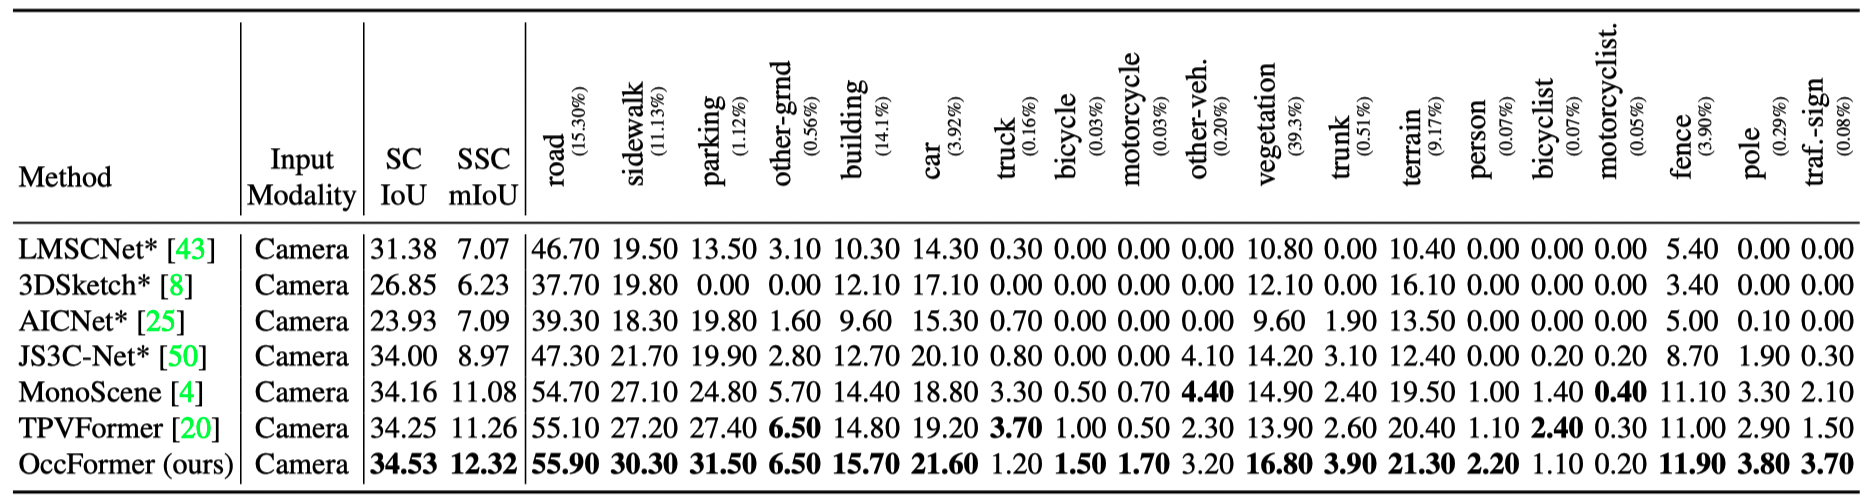 Method Input Modality SC IoU SSC mIoU road (15.30%) sidewalk (11.13%) parking (1.12%) other-grnd (0.56%) building (14.1%) car (3.92%) truck (0.16%) bicycle (0.03%) motorcycle (0.03%) other-veh. (0.20%) vegetation (39.3%) trunk (0.51%) terrain (9.17%) person (0.07%) bicyclist (0.07%) motorcyclist. (0.05%) fence (3.90%) pole (0.29%) traf.-sign (0.08%)
LMSCNet* [43] Camera 31.38 7.07 46.70 19.50 13.50 3.10 10.30 14.30 0.30 0.00 0.00 0.00 10.80 0.00 10.40 0.00 0.00 0.00 5.40 0.00 0.00
3DSketch* [8] Camera 26.85 6.23 37.70 19.80 0.00 0.00 12.10 17.10 0.00 0.00 0.00 0.00 12.10 0.00 16.10 0.00 0.00 0.00 3.40 0.00 0.00
AICNet* [25] Camera 23.93 7.09 39.30 18.30 19.80 1.60 9.60 15.30 0.70 0.00 0.00 0.00 9.60 1.90 13.50 0.00 0.00 0.00 5.00 0.10 0.00
JS3C-Net* [50] Camera 34.00 8.97 47.30 21.70 19.90 2.80 12.70 20.10 0.80 0.00 0.00 4.10 14.20 3.10 12.40 0.00 0.20 0.20 8.70 1.90 0.30
MonoScene [4] Camera 34.16 11.08 54.70 27.10 24.80 5.70 14.40 18.80 3.30 0.50 0.70 4.40 14.90 2.40 19.50 1.00 1.40 0.40 11.10 3.30 2.10
TPVFormer [20] Camera 34.25 11.26 55.10 27.20 27.40 6.50 14.80 19.20 3.70 1.00 0.50 2.30 13.90 2.60 20.40 1.10 2.40 0.30 11.00 2.90 1.50
OccFormer (ours) Camera 34.53 12.32 55.90 30.30 31.50 6.50 15.70 21.60 1.20 1.50 1.70 3.20 16.80 3.90 21.30 2.20 1.10 0.20 11.90 3.80 3.70